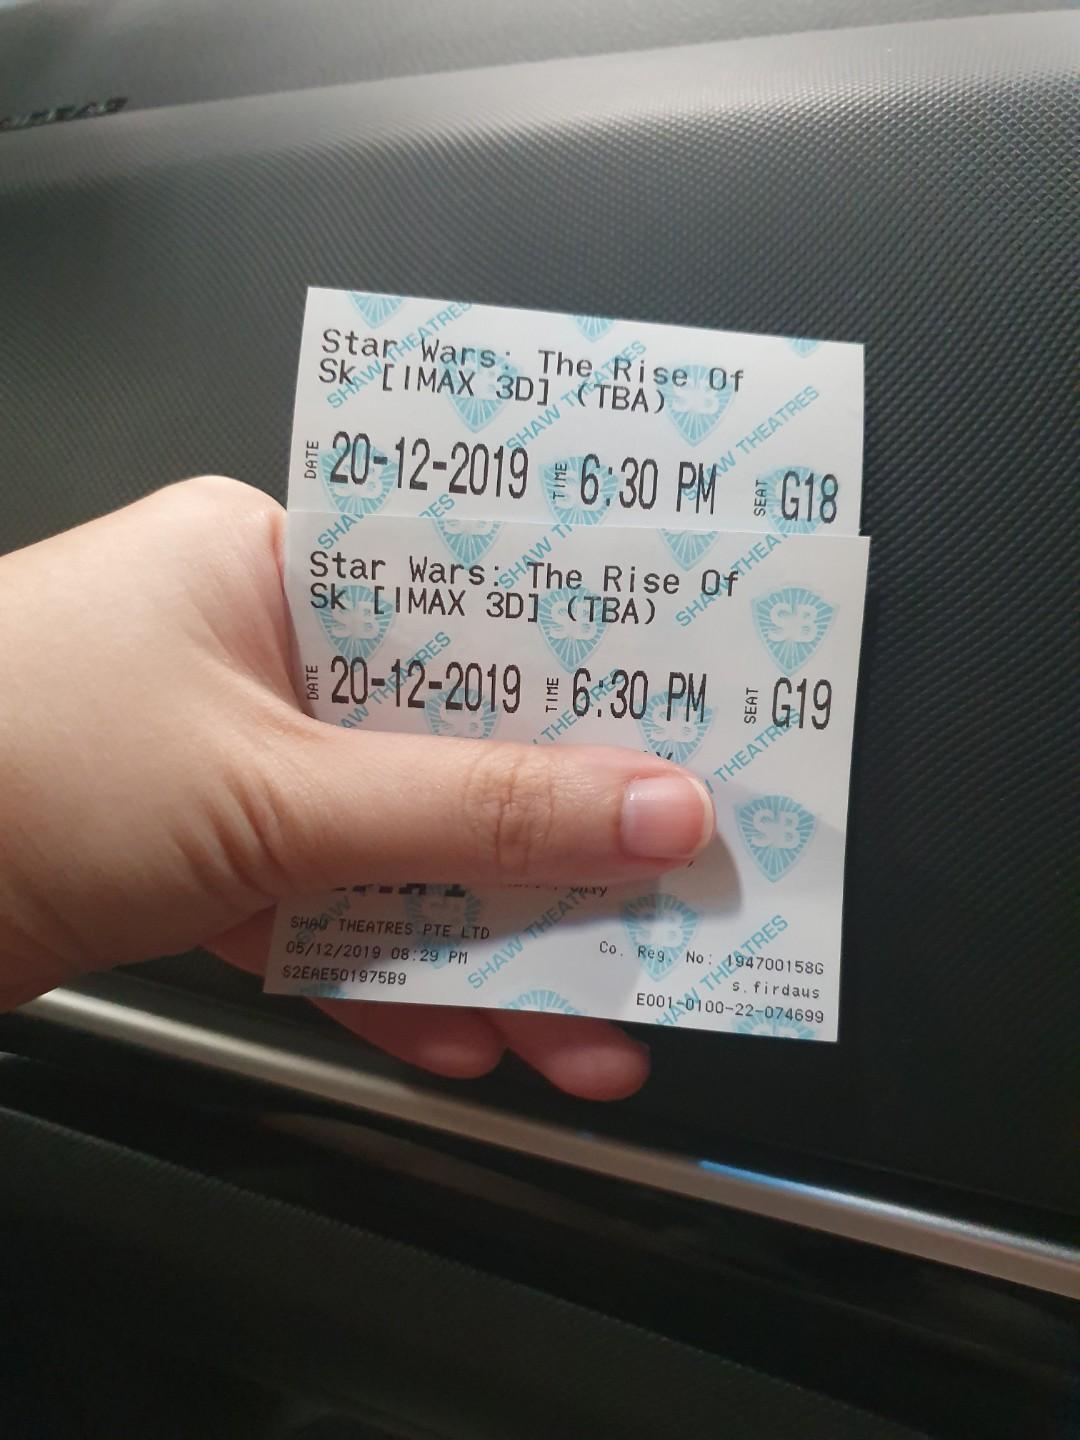 Star Wars: The Rise Of
Sk [IMAX 3D] (TBA)
DATE 20-12-2019 TIME 6:30 PM SEAT G18
Star Wars: The Rise Of
Sk [IMAX 3D] (TBA)
DATE 20-12-2019 TIME 6:30 PM SEAT G19
SHAW THEATRES PTE LTD
05/12/2019 08:29 PM
S2EAE501975B9
Co. Reg. No: 194700158G
s.firdaus
E001-0100-22-074699
SHAW THEATRES
SB